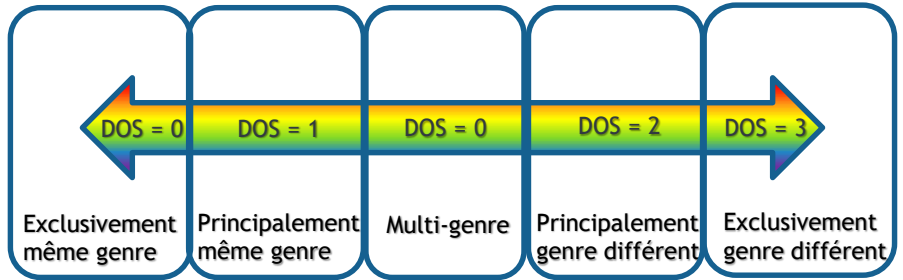 DOS = 0
DOS = 1
DOS = 0
DOS = 2
DOS = 3
Exclusivement
même genre
Principalement
même genre
Multi-genre
Principalement
genre différent
Exclusivement
genre différent